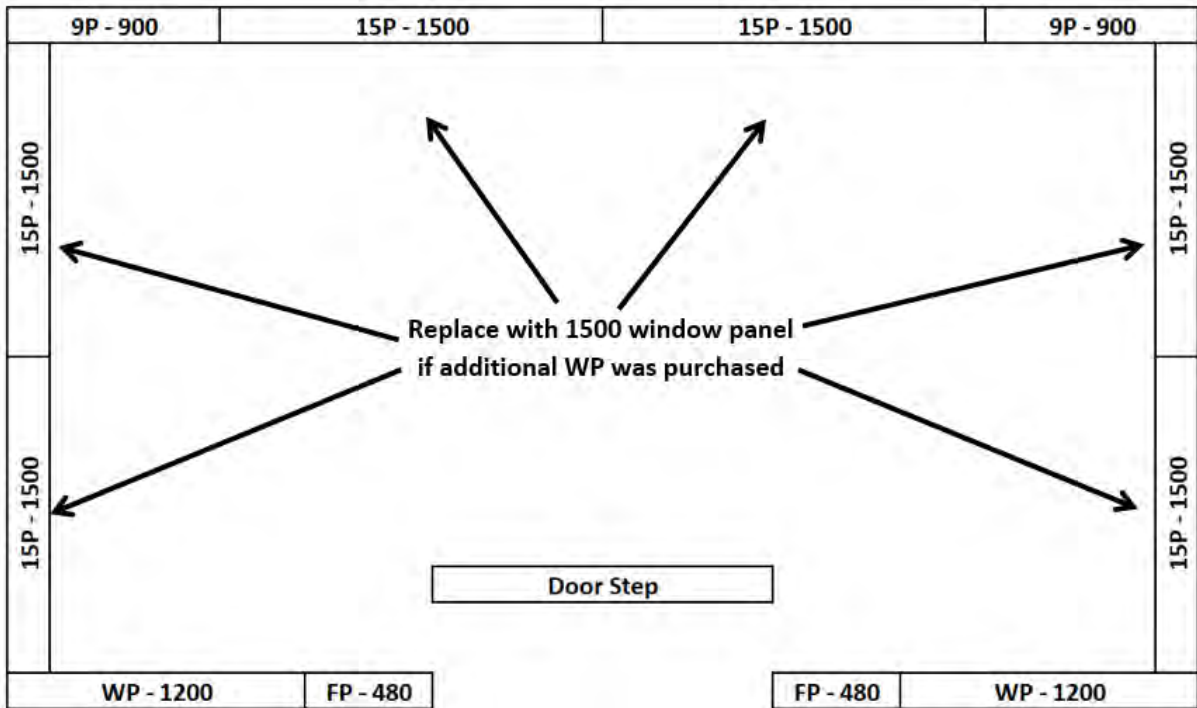 9P - 900
15P - 1500
15P - 1500
9P - 900
15P - 1500
15P - 1500
Replace with 1500 window panel
if additional WP was purchased
15P - 1500
15P - 1500
Door Step
WP - 1200
FP - 480
FP - 480
WP - 1200